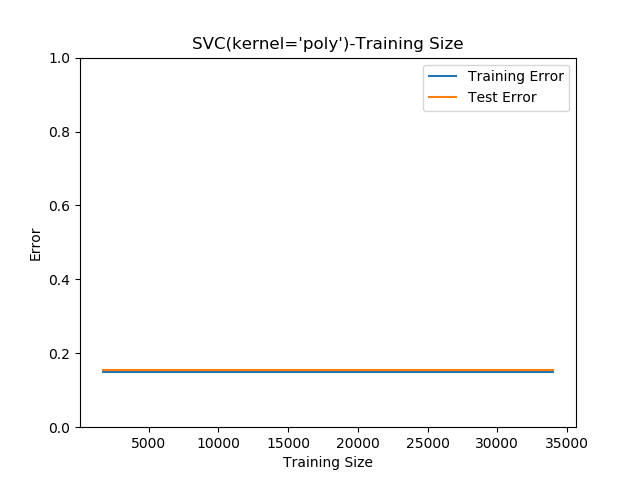 SVC(kernel='poly')-Training Size
1.0
0.8
0.6
0.4
0.2
0.0
Error
Training Error
Test Error
5000 10000 15000 20000 25000 30000 35000
Training Size